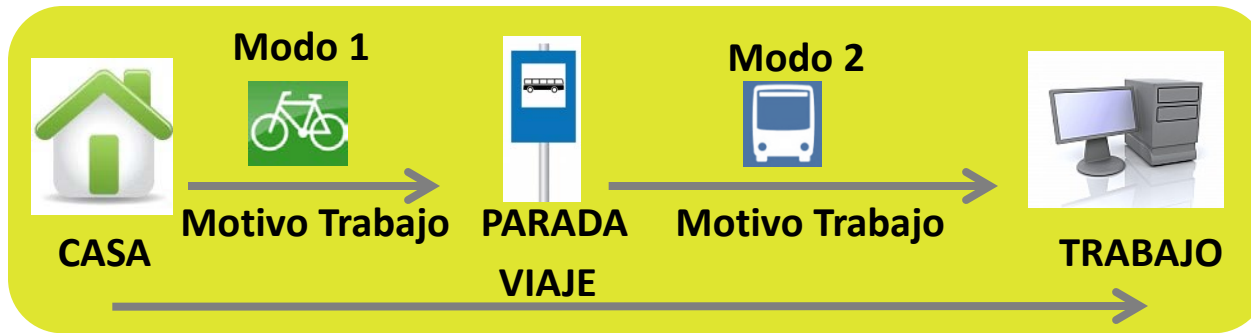 Modo 1
Modo 2
Motivo Trabajo
PARADA
Motivo Trabajo
CASA
TRABAJO
VIAJE